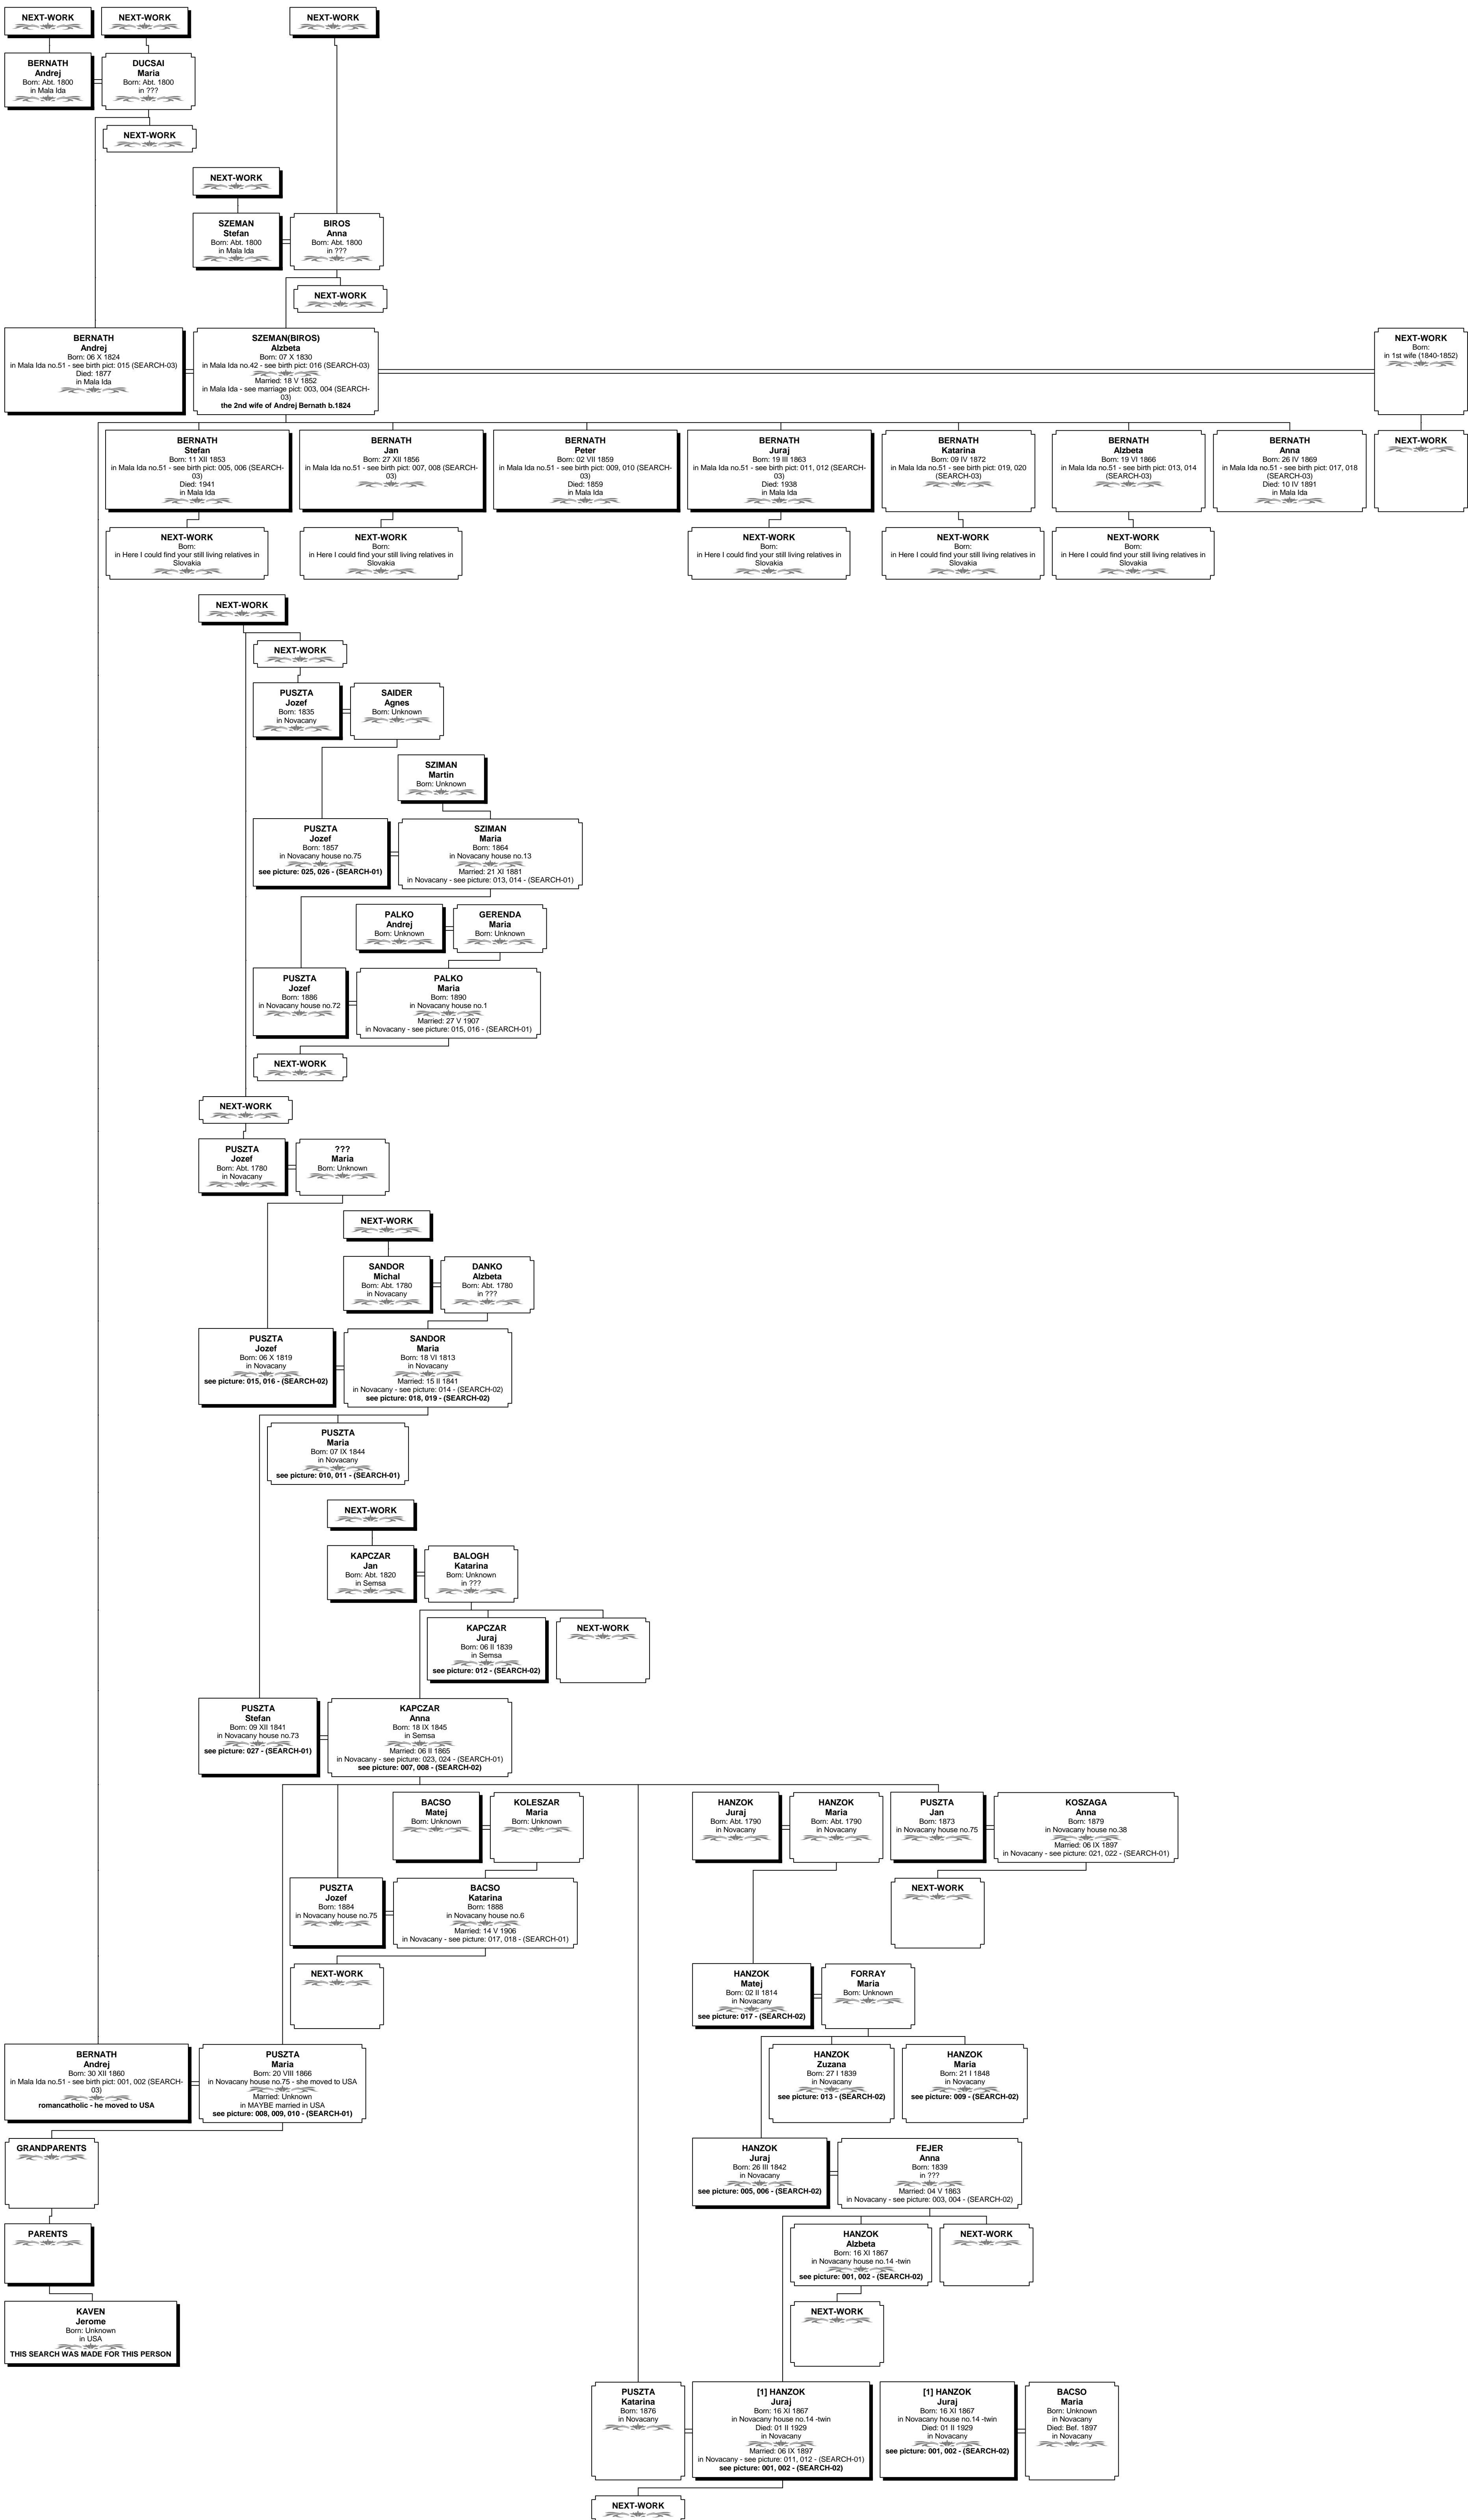 NEXT-WORK
NEXT-WORK
NEXT-WORK
BERNATH
Andrej
Born: Abt. 1800
in Mala Ida
DUCSAI
Maria
Born: Abt. 1800
in ???
NEXT-WORK
NEXT-WORK
SZEMAN
Stefan
Born: Abt. 1800
in Mala Ida
BIROS
Anna
Born: Abt. 1800
in ???
NEXT-WORK
BERNATH
Andrej
Born: 06 X 1824
in Mala Ida no.51 - see birth pict: 015 (SEARCH-03)
Died: 1877
in Mala Ida
SZEMAN(BIROS)
Alzbeta
Born: 07 X 1830
in Mala Ida no.42 - see birth pict: 016 (SEARCH-03)
Married: 18 V 1852
in Mala Ida - see marriage pict: 003, 004 (SEARCH-
03)
the 2nd wife of Andrej Bernath b.1824
NEXT-WORK
Born:
in 1st wife (1840-1852)
BERNATH
Stefan
Born: 11 XII 1853
in Mala Ida no.51 - see birth pict: 005, 006 (SEARCH-
03)
Died: 1941
in Mala Ida
BERNATH
Jan
Born: 27 XII 1856
in Mala Ida no.51 - see birth pict: 007, 008 (SEARCH-
03)
BERNATH
Peter
Born: 02 VII 1859
in Mala Ida no.51 - see birth pict: 009, 010 (SEARCH-
03)
Died: 1859
in Mala Ida
BERNATH
Juraj
Born: 19 III 1863
in Mala Ida no.51 - see birth pict: 011, 012 (SEARCH-
03)
Died: 1938
in Mala Ida
BERNATH
Katarina
Born: 09 IV 1872
in Mala Ida no.51 - see birth pict: 019, 020
(SEARCH-03)
BERNATH
Alzbeta
Born: 19 VI 1866
in Mala Ida no.51 - see birth pict: 013, 014
(SEARCH-03)
BERNATH
Anna
Born: 26 IV 1869
in Mala Ida no.51 - see birth pict: 017, 018
(SEARCH-03)
Died: 10 IV 1891
in Mala Ida
NEXT-WORK
NEXT-WORK
Born:
in Here I could find your still living relatives in
Slovakia
NEXT-WORK
Born:
in Here I could find your still living relatives in
Slovakia
NEXT-WORK
Born:
in Here I could find your still living relatives in
Slovakia
NEXT-WORK
Born:
in Here I could find your still living relatives in
Slovakia
NEXT-WORK
Born:
in Here I could find your still living relatives in
Slovakia
NEXT-WORK
NEXT-WORK
PUSZTA
Jozef
Born: 1835
in Novacany
SAIDER
Agnes
Born: Unknown
SZIMAN
Martin
Born: Unknown
PUSZTA
Jozef
Born: 1857
in Novacany house no.75
see picture: 025, 026 - (SEARCH-01)
SZIMAN
Maria
Born: 1864
in Novacany house no.13
Married: 21 XI 1881
in Novacany - see picture: 013, 014 - (SEARCH-01)
PALKO
Andrej
Born: Unknown
GERENDA
Maria
Born: Unknown
PUSZTA
Jozef
Born: 1886
in Novacany house no.72
PALKO
Maria
Born: 1890
in Novacany house no.1
Married: 27 V 1907
in Novacany - see picture: 015, 016 - (SEARCH-01)
NEXT-WORK
NEXT-WORK
PUSZTA
Jozef
Born: Abt. 1780
in Novacany
???
Maria
Born: Unknown
NEXT-WORK
SANDOR
Michal
Born: Abt. 1780
in Novacany
DANKO
Alzbeta
Born: Abt. 1780
in ???
PUSZTA
Jozef
Born: 06 X 1819
in Novacany
see picture: 015, 016 - (SEARCH-02)
SANDOR
Maria
Born: 18 VI 1813
in Novacany
Married: 15 II 1841
in Novacany - see picture: 014 - (SEARCH-02)
see picture: 018, 019 - (SEARCH-02)
PUSZTA
Maria
Born: 07 IX 1844
in Novacany
see picture: 010, 011 - (SEARCH-01)
NEXT-WORK
KAPCZAR
Jan
Born: Abt. 1820
in Semsa
BALOGH
Katarina
Born: Unknown
in ???
KAPCZAR
Juraj
Born: 06 II 1839
in Semsa
see picture: 012 - (SEARCH-02)
NEXT-WORK
PUSZTA
Stefan
Born: 09 XII 1841
in Novacany house no.73
see picture: 027 - (SEARCH-01)
KAPCZAR
Anna
Born: 18 IX 1845
in Semsa
Married: 06 II 1865
in Novacany - see picture: 023, 024 - (SEARCH-01)
see picture: 007, 008 - (SEARCH-02)
BACSO
Matej
Born: Unknown
KOLESZAR
Maria
Born: Unknown
HANZOK
Juraj
Born: Abt. 1790
in Novacany
HANZOK
Maria
Born: Abt. 1790
in Novacany
PUSZTA
Jan
Born: 1873
in Novacany house no.75
KOSZAGA
Anna
Born: 1879
in Novacany house no.38
Married: 06 IX 1897
in Novacany - see picture: 021, 022 - (SEARCH-01)
PUSZTA
Jozef
Born: 1884
in Novacany house no.75
BACSO
Katarina
Born: 1888
in Novacany house no.6
Married: 14 V 1906
in Novacany - see picture: 017, 018 - (SEARCH-01)
NEXT-WORK
NEXT-WORK
HANZOK
Matej
Born: 02 II 1814
in Novacany
see picture: 017 - (SEARCH-02)
FORRAY
Maria
Born: Unknown
BERNATH
Andrej
Born: 30 XII 1860
in Mala Ida no.51 - see birth pict: 001, 002 (SEARCH-
03)
romancatholic - he moved to USA
PUSZTA
Maria
Born: 20 VIII 1866
in Novacany house no.75 - she moved to USA
Married: Unknown
in MAYBE married in USA
see picture: 008, 009, 010 - (SEARCH-01)
HANZOK
Zuzana
Born: 27 I 1839
in Novacany
see picture: 013 - (SEARCH-02)
HANZOK
Maria
Born: 21 I 1848
in Novacany
see picture: 009 - (SEARCH-02)
GRANDPARENTS
HANZOK
Juraj
Born: 26 III 1842
in Novacany
see picture: 005, 006 - (SEARCH-02)
FEJER
Anna
Born: 1839
in ???
Married: 04 V 1863
in Novacany - see picture: 003, 004 - (SEARCH-02)
PARENTS
HANZOK
Alzbeta
Born: 16 XI 1867
in Novacany house no.14 -twin
see picture: 001, 002 - (SEARCH-02)
NEXT-WORK
KAVEN
Jerome
Born: Unknown
in USA
THIS SEARCH WAS MADE FOR THIS PERSON
NEXT-WORK
PUSZTA
Katarina
Born: 1876
in Novacany
[1] HANZOK
Juraj
Born: 16 XI 1867
in Novacany house no.14 -twin
Died: 01 II 1929
in Novacany
Married: 06 IX 1897
in Novacany - see picture: 011, 012 - (SEARCH-01)
see picture: 001, 002 - (SEARCH-02)
[1] HANZOK
Juraj
Born: 16 XI 1867
in Novacany house no.14 -twin
Died: 01 II 1929
in Novacany
see picture: 001, 002 - (SEARCH-02)
BACSO
Maria
Born: Unknown
in Novacany
Died: Bef. 1897
in Novacany
NEXT-WORK